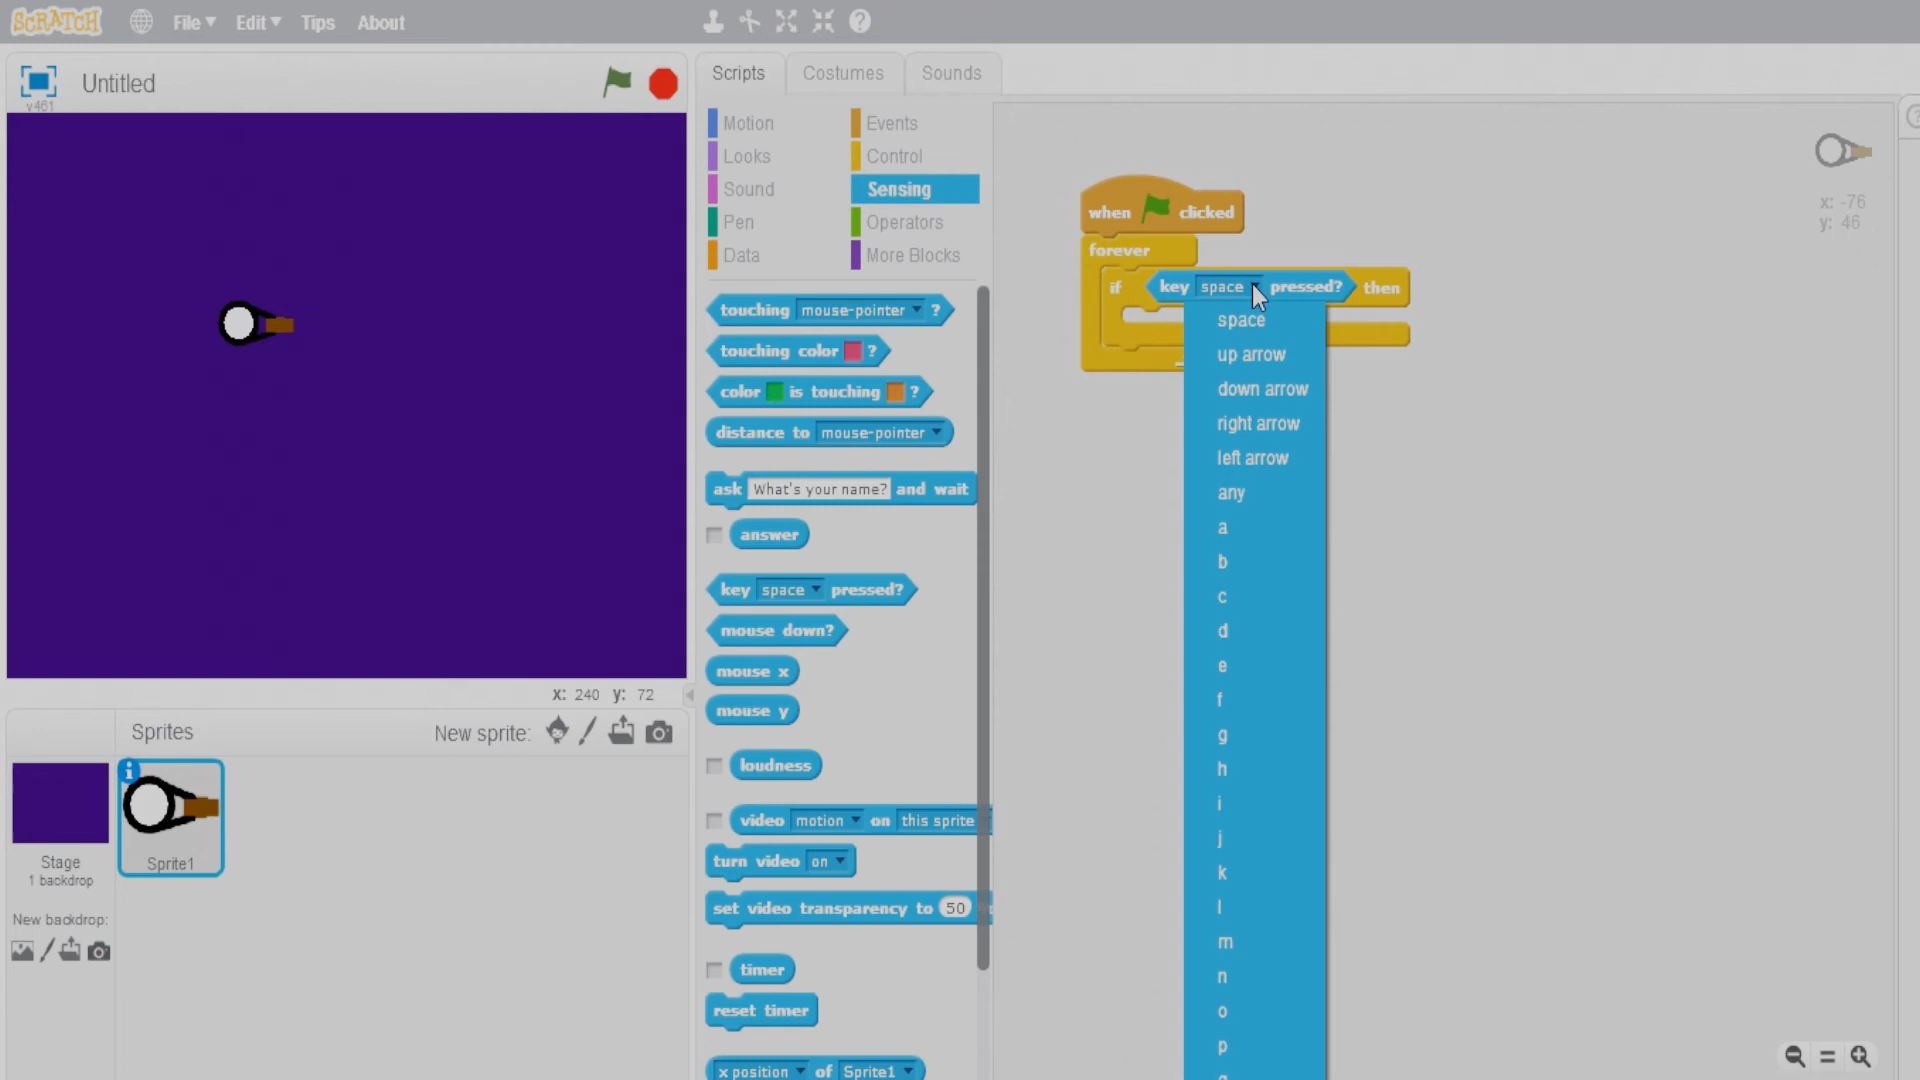 SCRATCH File Edit Tips About
v461
Untitled
x: 240 y: 72
Sprites
New sprite:
Stage
1 backdrop
New backdrop:
Sprite1
Scripts Costumes Sounds
Motion Events
Looks Control
Sound Sensing
Pen Operators
Data More Blocks
touching mouse-pointer ?
touching color ?
color is touching ?
distance to mouse-pointer
ask What's your name? and wait
answer
key space pressed?
mouse down?
mouse x
mouse y
loudness
video motion on this sprite
turn video on
set video transparency to 50
timer
reset timer
x position of Sprite1
when clicked
forever
if key space pressed? then
space
up arrow
down arrow
right arrow
left arrow
any
a
b
c
d
e
f
g
h
i
j
k
l
m
n
o
p
x: -76
y: 46